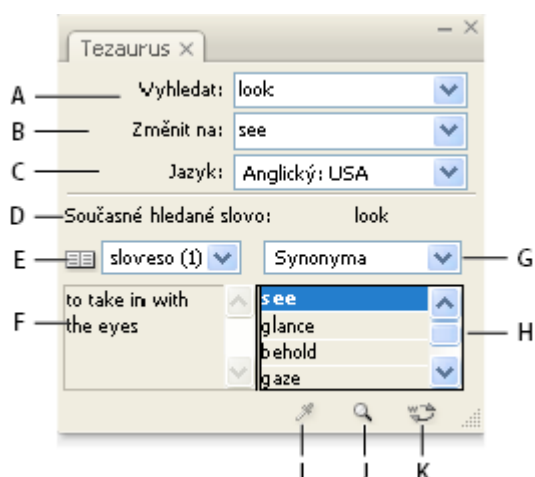 Tezaurus
A Vyhledat: look
B Změnit na: see
C Jazyk: Anglický: USA
D Současné hledané slovo: look
E sloveso (1) Synonyma G
F to take in with
the eyes
see
glance
behold
gaze
H
I J K